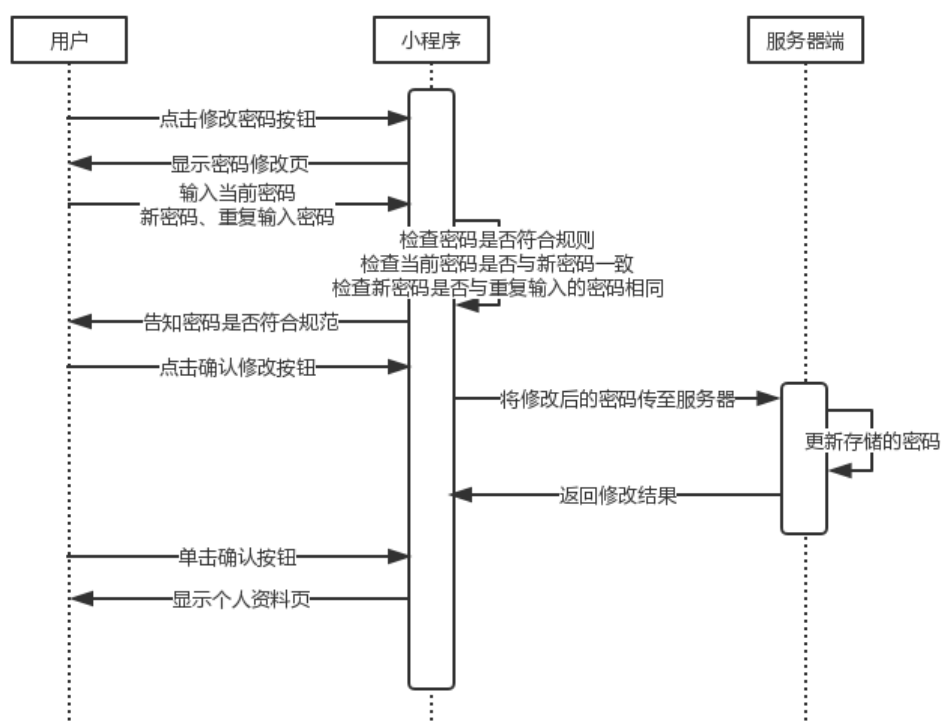 用户
小程序
服务器端
点击修改密码按钮
显示密码修改页
输入当前密码
新密码、重复输入密码
检查密码是否符合规则
检查当前密码是否与新密码一致
检查新密码是否与重复输入的密码相同
告知密码是否符合规范
点击确认修改按钮
将修改后的密码传至服务器
更新存储的密码
返回修改结果
单击确认按钮
显示个人资料页